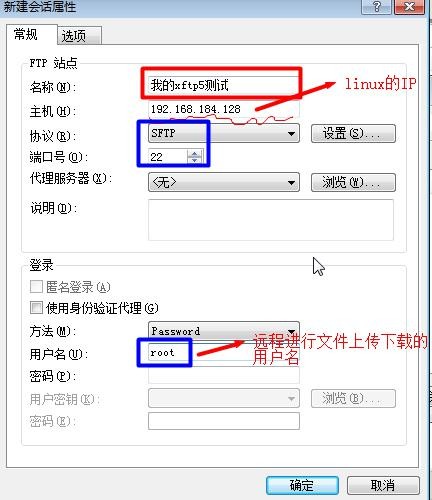 新建会话属性
常规 选项
FTP 站点
名称(N): 我的xftp5测试
主机(H): 192.168.184.128
linux的IP
协议(R): SFTP 设置(S)...
端口号(O): 22
代理服务器(X): <无> 浏览(W)...
说明(D):
登录
匿名登录(A)
使用身份验证代理(G)
方法(M): Password
用户名(U): root
远程进行文件上传下载的
用户名
密码(P):
用户密钥(K): 浏览(B)...
密码(E):
确定 取消